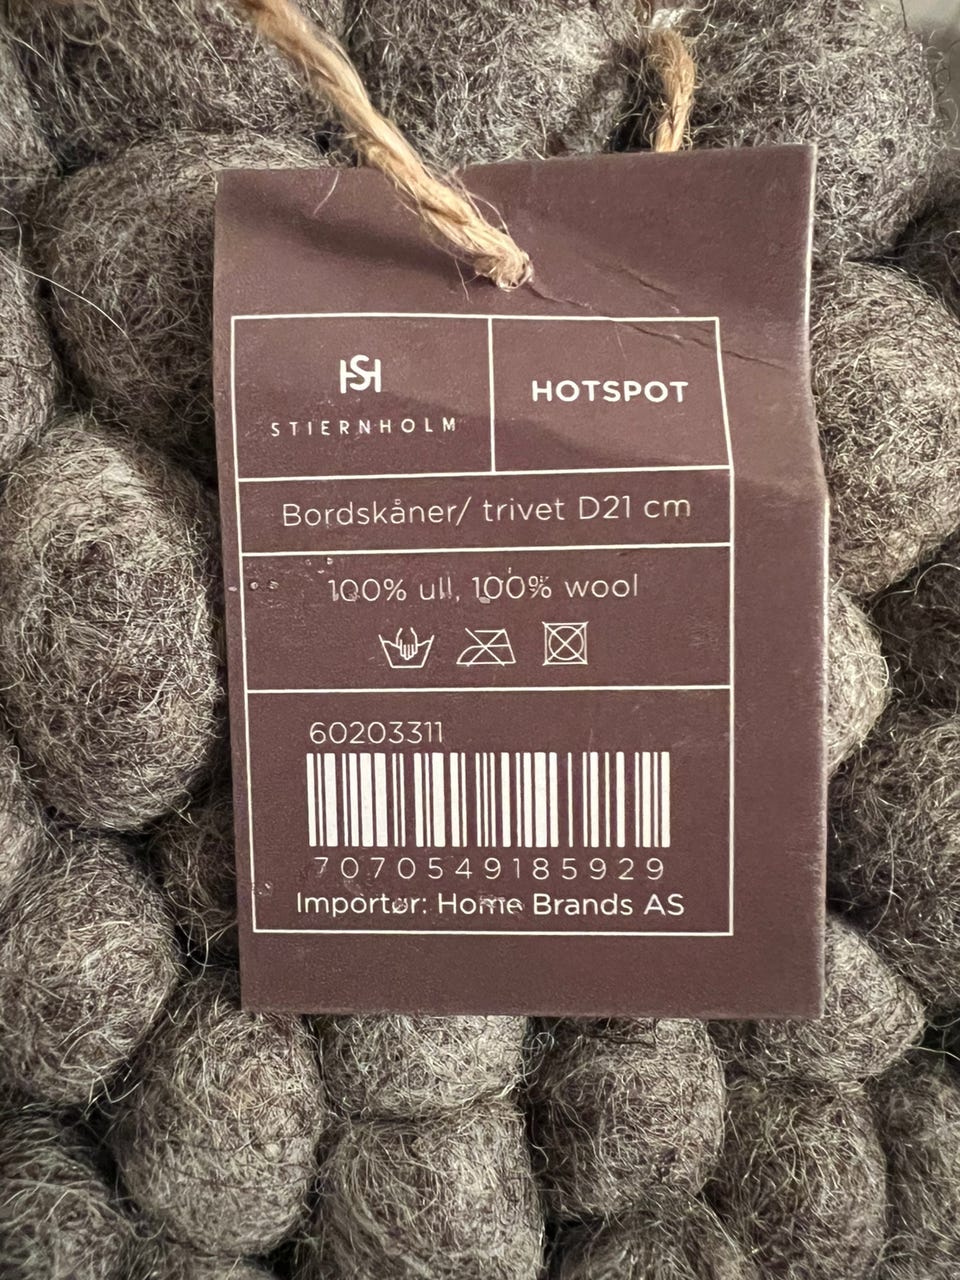 SH
STIERNHOLM
HOTSPOT
Bordskåner/ trivet D21 cm
100% ull, 100% wool
60203311
7070549185929
Importør: Home Brands AS